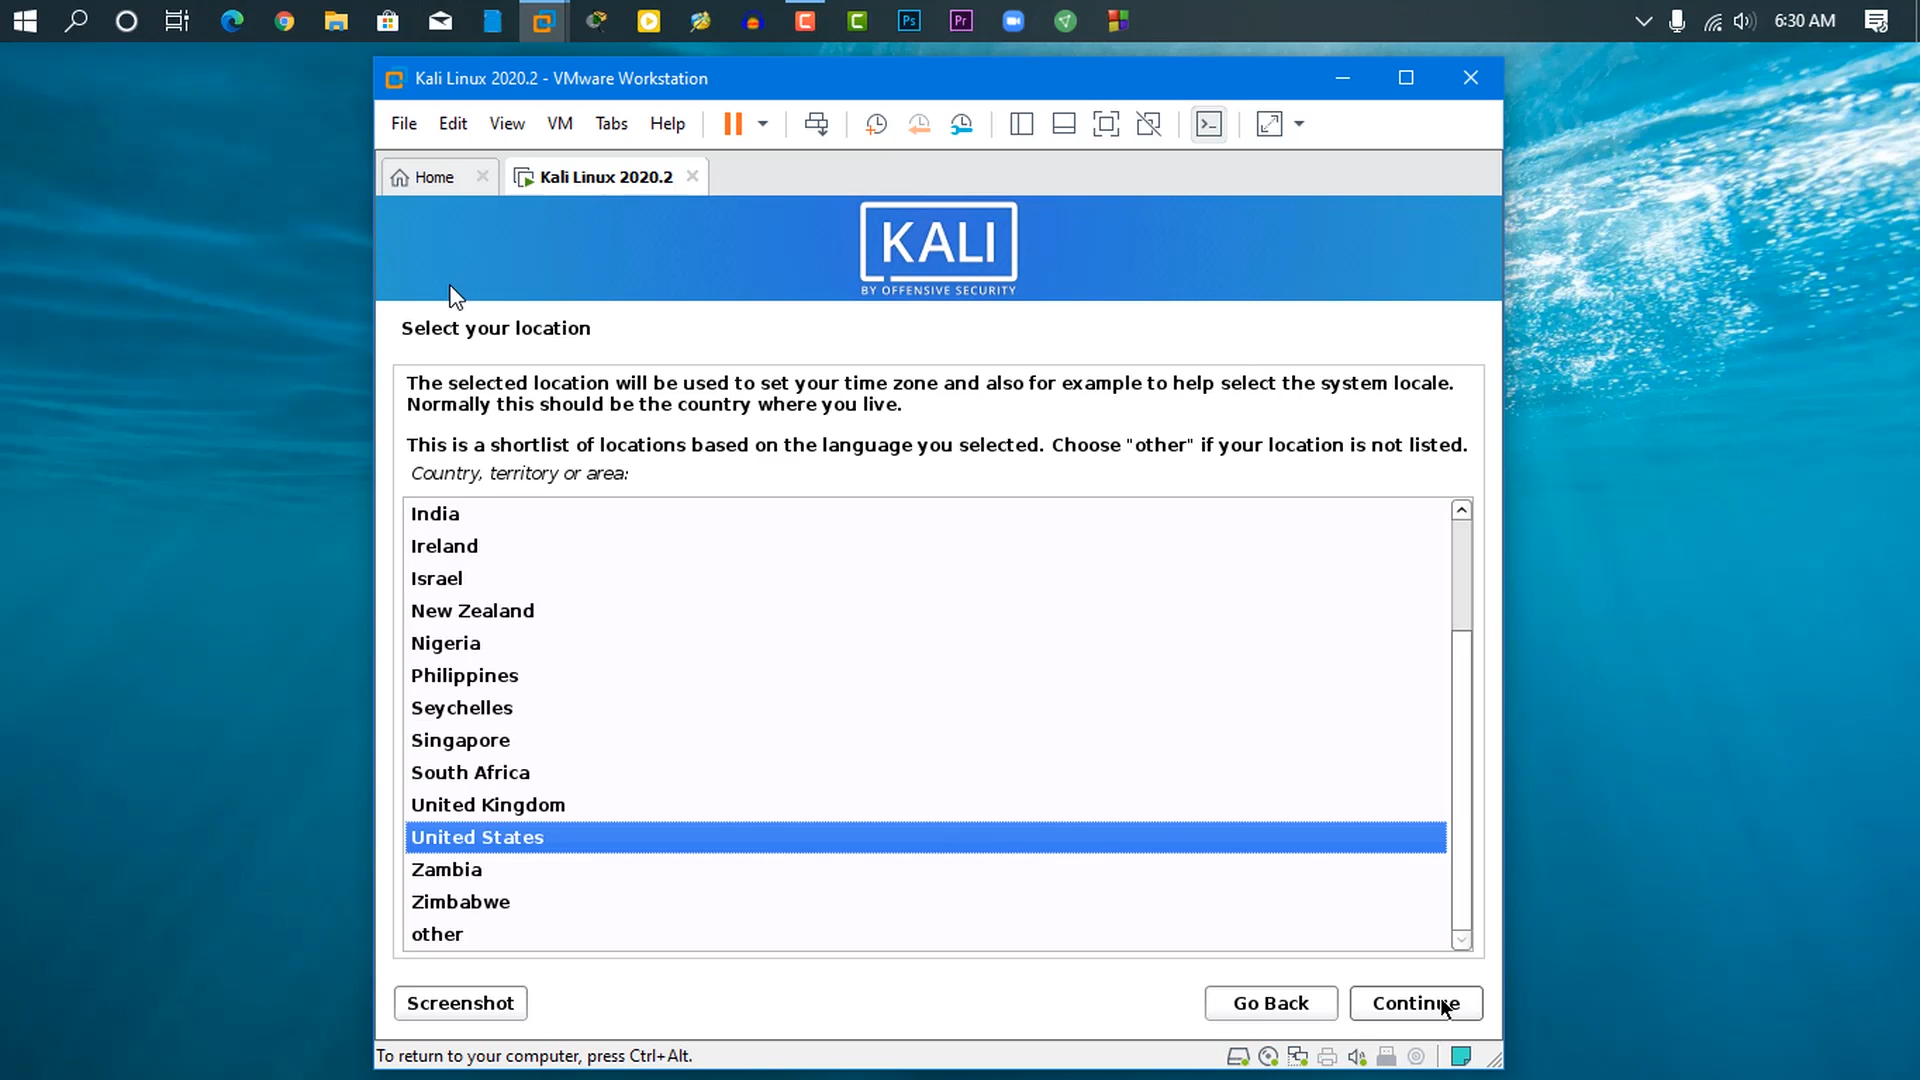 6:30 AM
Kali Linux 2020.2 - VMware Workstation
File Edit View VM Tabs Help
Home
Kali Linux 2020.2
KALI
BY OFFENSIVE SECURITY
Select your location
The selected location will be used to set your time zone and also for example to help select the system locale.
Normally this should be the country where you live.
This is a shortlist of locations based on the language you selected. Choose "other" if your location is not listed.
Country, territory or area:
India
Ireland
Israel
New Zealand
Nigeria
Philippines
Seychelles
Singapore
South Africa
United Kingdom
United States
Zambia
Zimbabwe
other
Screenshot
Go Back
Continue
To return to your computer, press Ctrl+Alt.